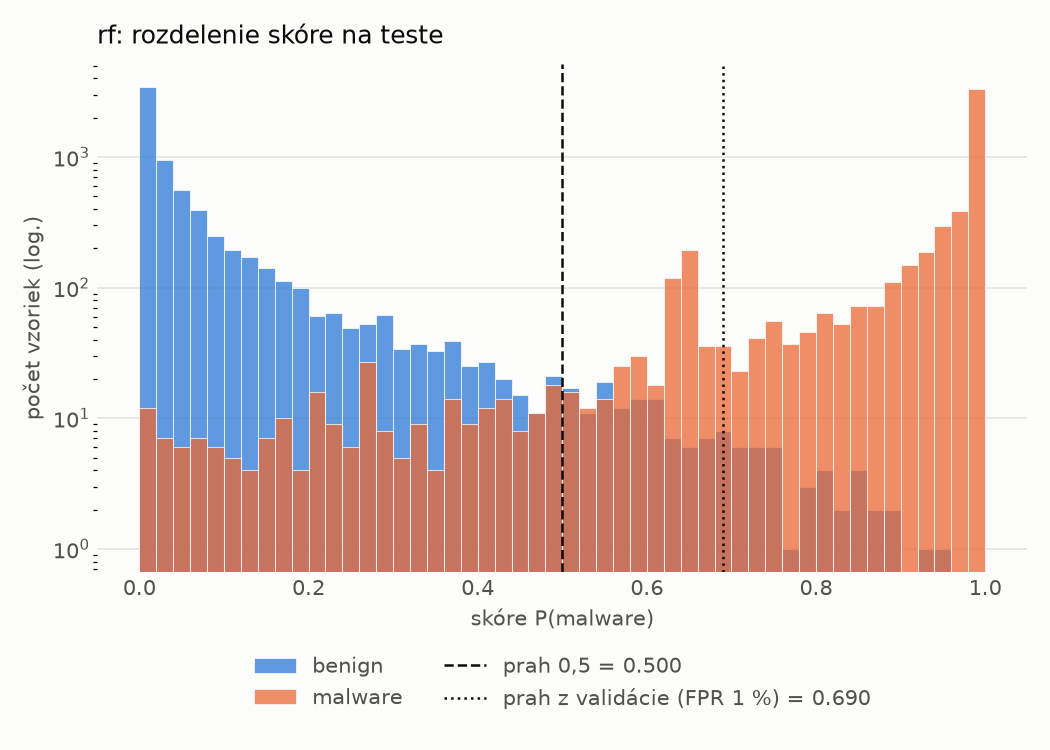 rf: rozdelenie skóre na teste
počet vzoriek (log.)
10³
10²
10¹
10⁰
0.0 0.2 0.4 0.6 0.8 1.0
skóre P(malware)
benign
malware
prah 0,5 = 0.500
prah z validácie (FPR 1 %) = 0.690